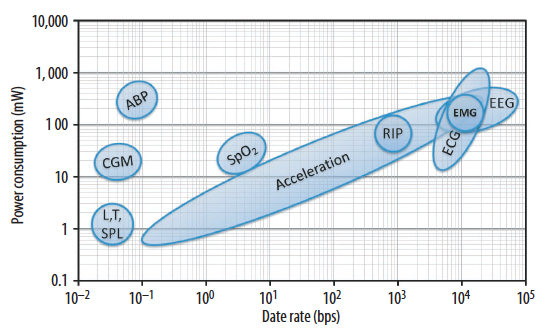 10,000
1,000
100
10
1
0.1
Power consumption (mW)
ABP
CGM
L,T,
SPL
SpO₂
Acceleration
RIP
EMG
ECG
EEG
10⁻² 10⁻¹ 10⁰ 10¹ 10² 10³ 10⁴ 10⁵
Date rate (bps)